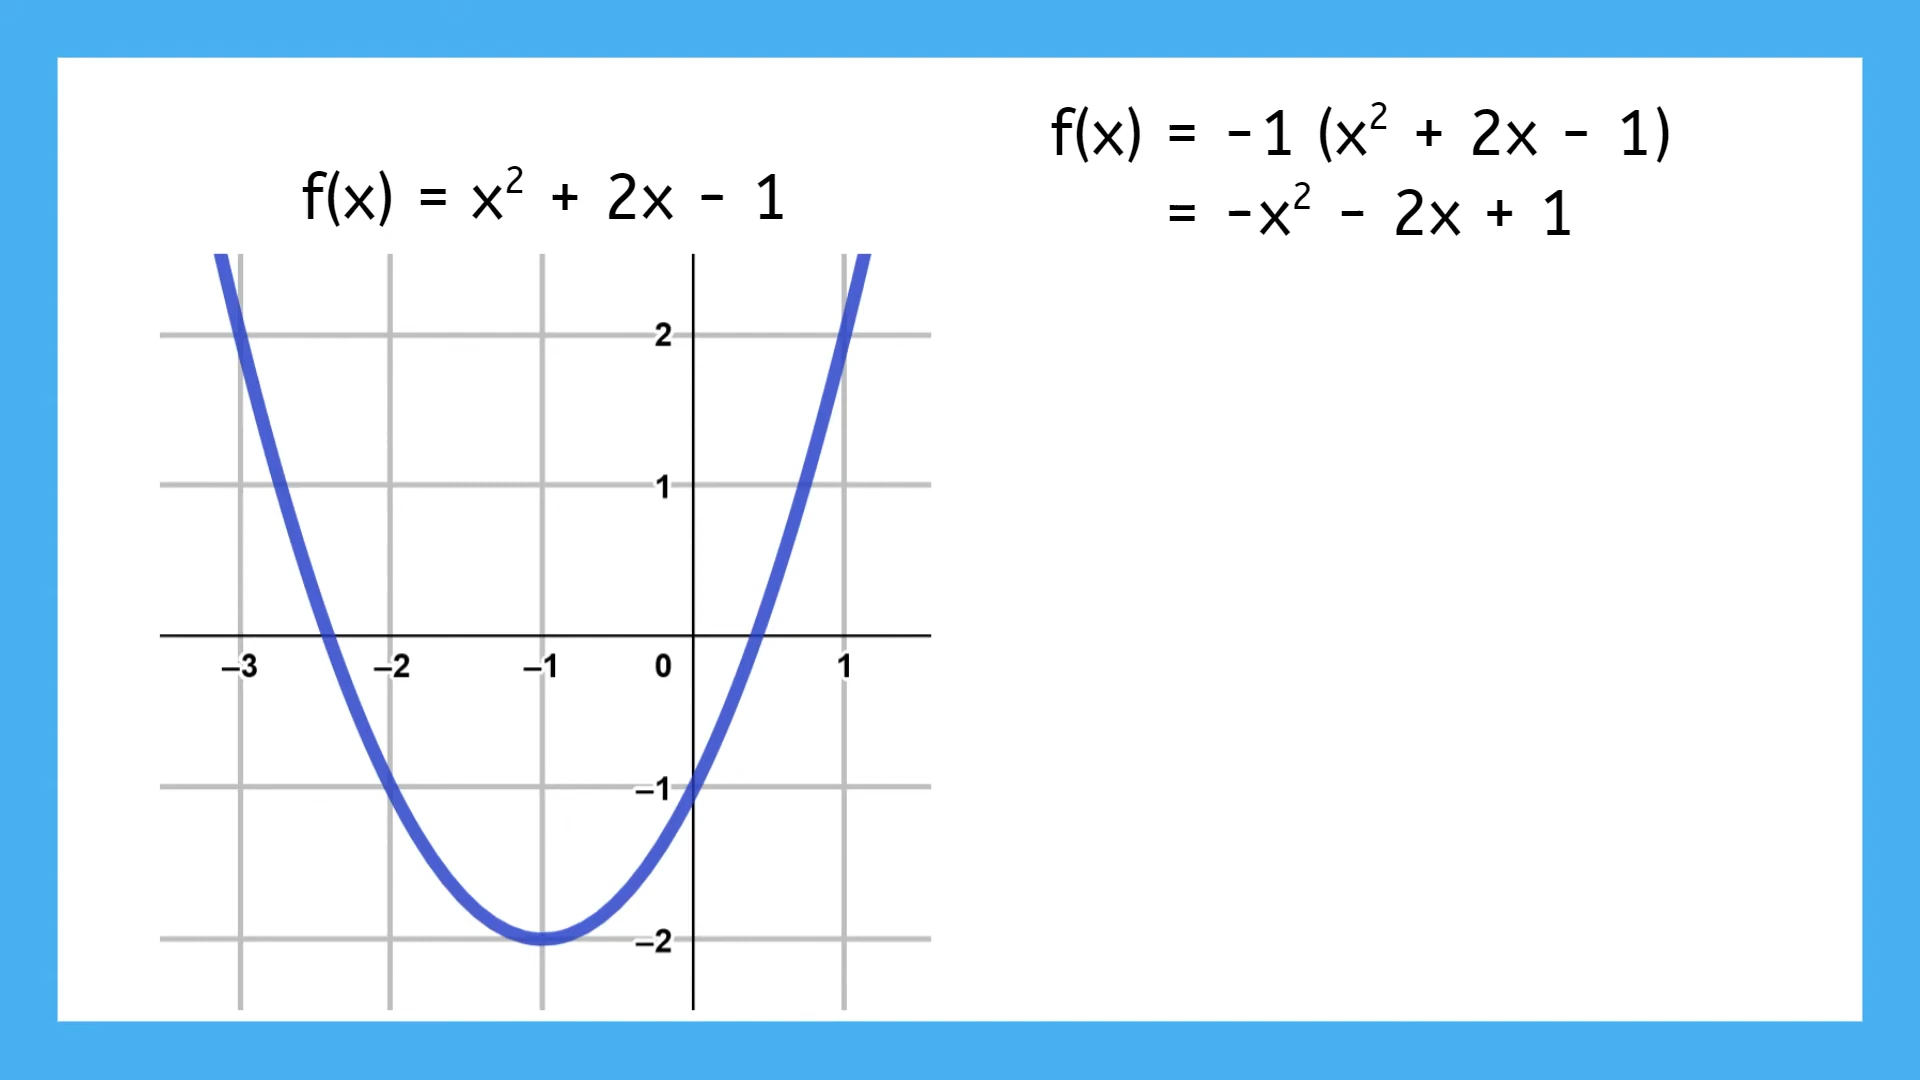 f(x) = x² + 2x - 1
2
1
–3 –2 –1 0 1
–1
–2
f(x) = -1 (x² + 2x - 1)
= -x² - 2x + 1